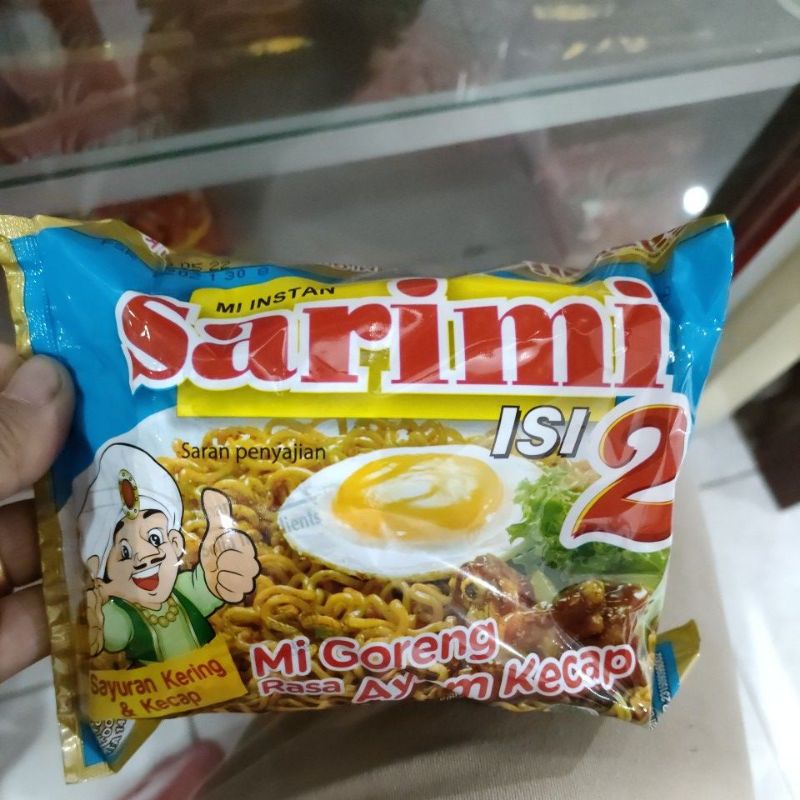 MI INSTAN
Sarimi
ISI 2
Saran penyajian
Mi Goreng
Rasa Ayam Kecap
Sayuran Kering
& Kecap